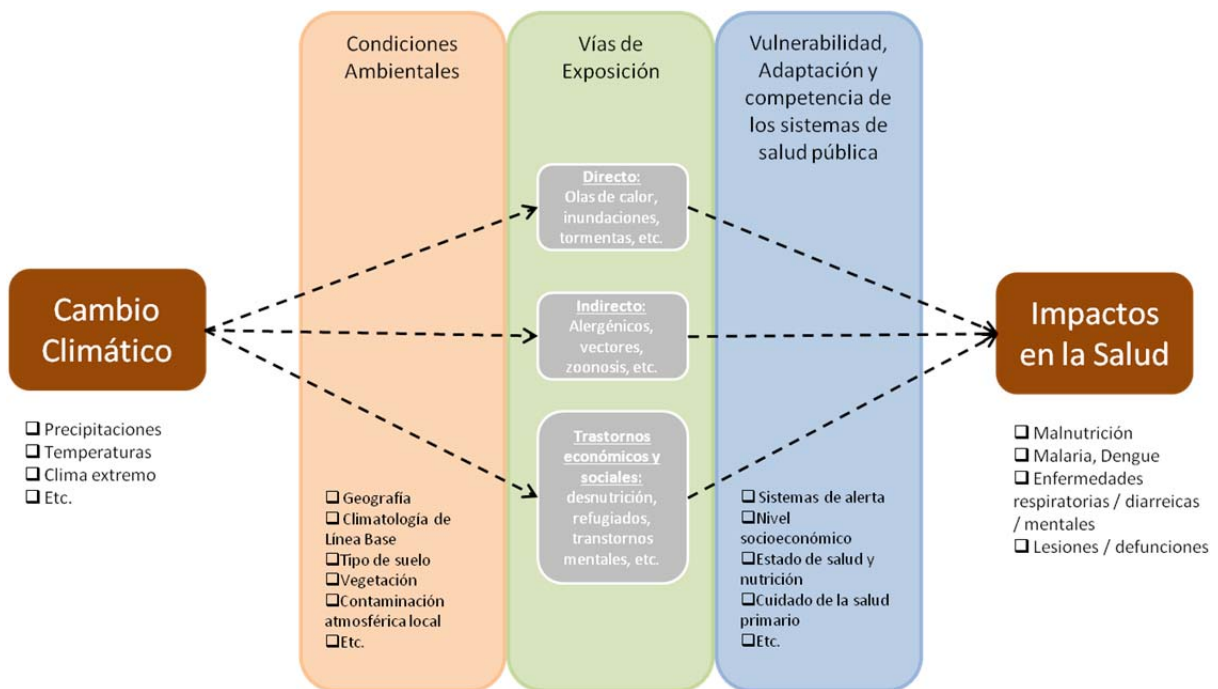 Condiciones
Ambientales
Vías de
Exposición
Vulnerabilidad,
Adaptación y
competencia de
los sistemas de
salud pública
Cambio
Climático
❑ Precipitaciones
❑ Temperaturas
❑ Clima extremo
❑ Etc.
❑Geografía
❑Climatología de
Línea Base
❑Tipo de suelo
❑Vegetación
❑Contaminación
atmosférica local
❑Etc.
Directo:
Olas de calor,
inundaciones,
tormentas, etc.
Indirecto:
Alergénicos,
vectores,
zoonosis, etc.
Trastornos
económicos y
sociales:
desnutrición,
refugiados,
transtornos
mentales, etc.
❑Sistemas de alerta
❑Nivel
socioeconómico
❑Estado de salud y
nutrición
❑Cuidado de la salud
primario
❑Etc.
Impactos
en la Salud
❑ Malnutrición
❑ Malaria, Dengue
❑ Enfermedades
respiratorias / diarreicas
/ mentales
❑ Lesiones / defunciones